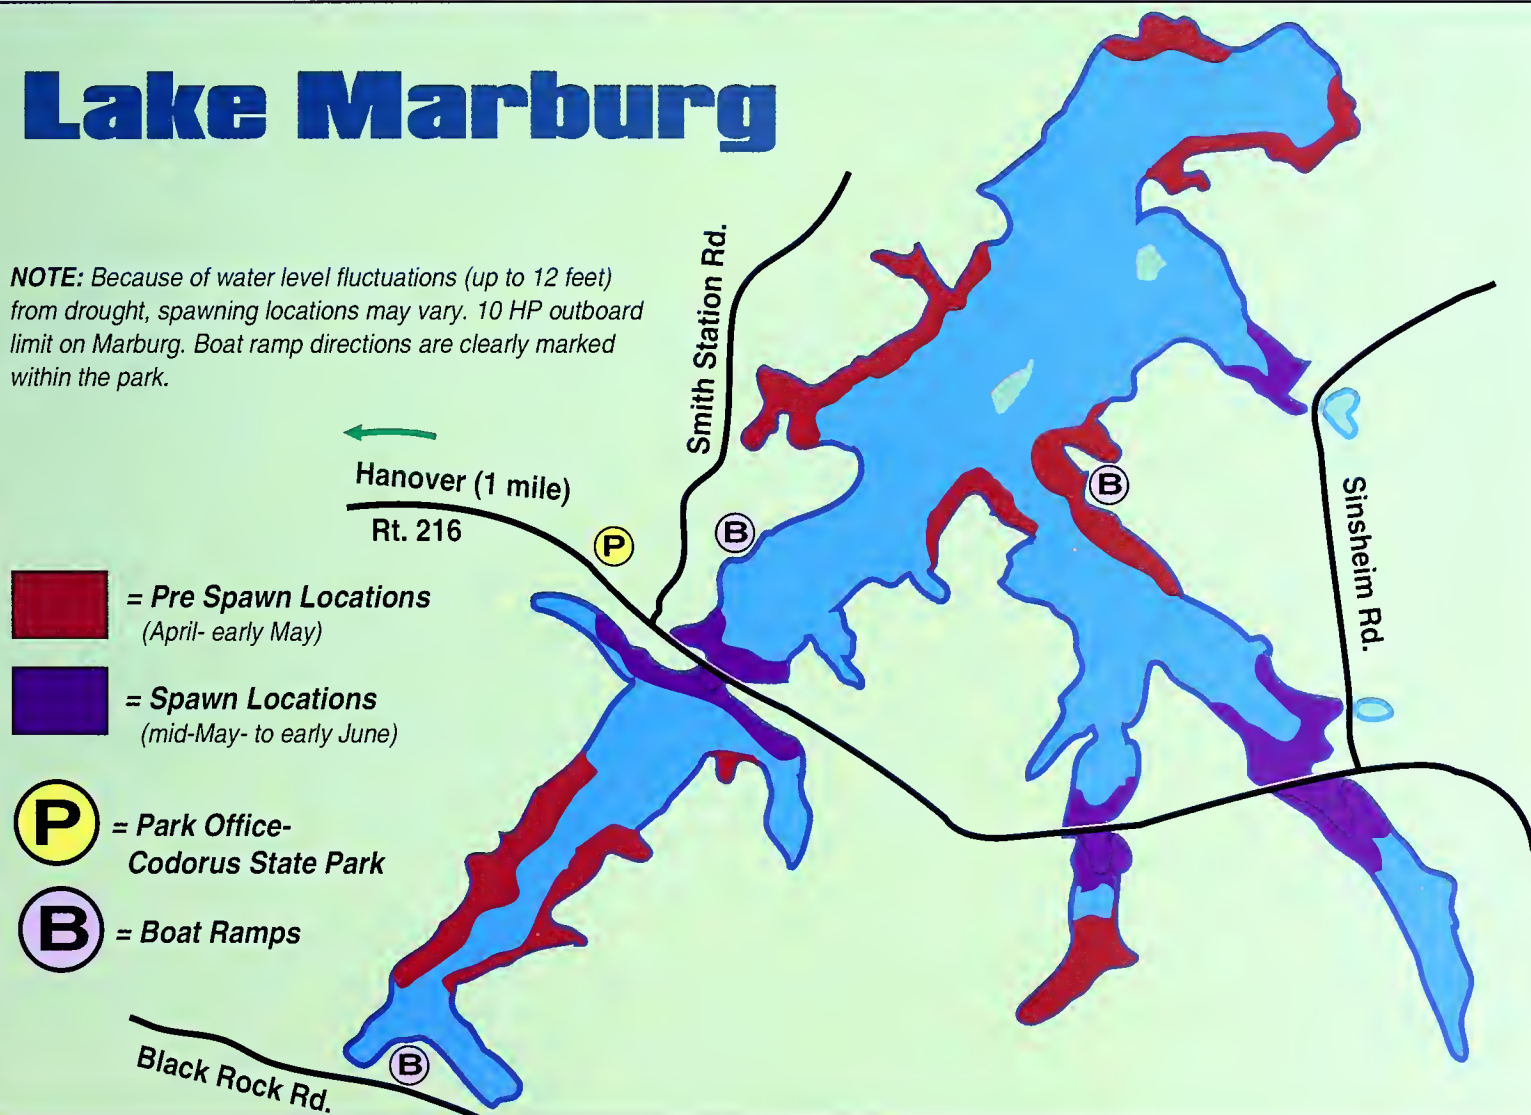 Lake Marburg
NOTE: Because of water level fluctuations (up to 12 feet)
from drought, spawning locations may vary. 10 HP outboard
limit on Marburg. Boat ramp directions are clearly marked
within the park.
Smith Station Rd.
Hanover (1 mile)
Rt. 216
P
B
B
Sinsheim Rd.
= Pre Spawn Locations
(April- early May)
= Spawn Locations
(mid-May- to early June)
P = Park Office-
Codorus State Park
B = Boat Ramps
B
Black Rock Rd.